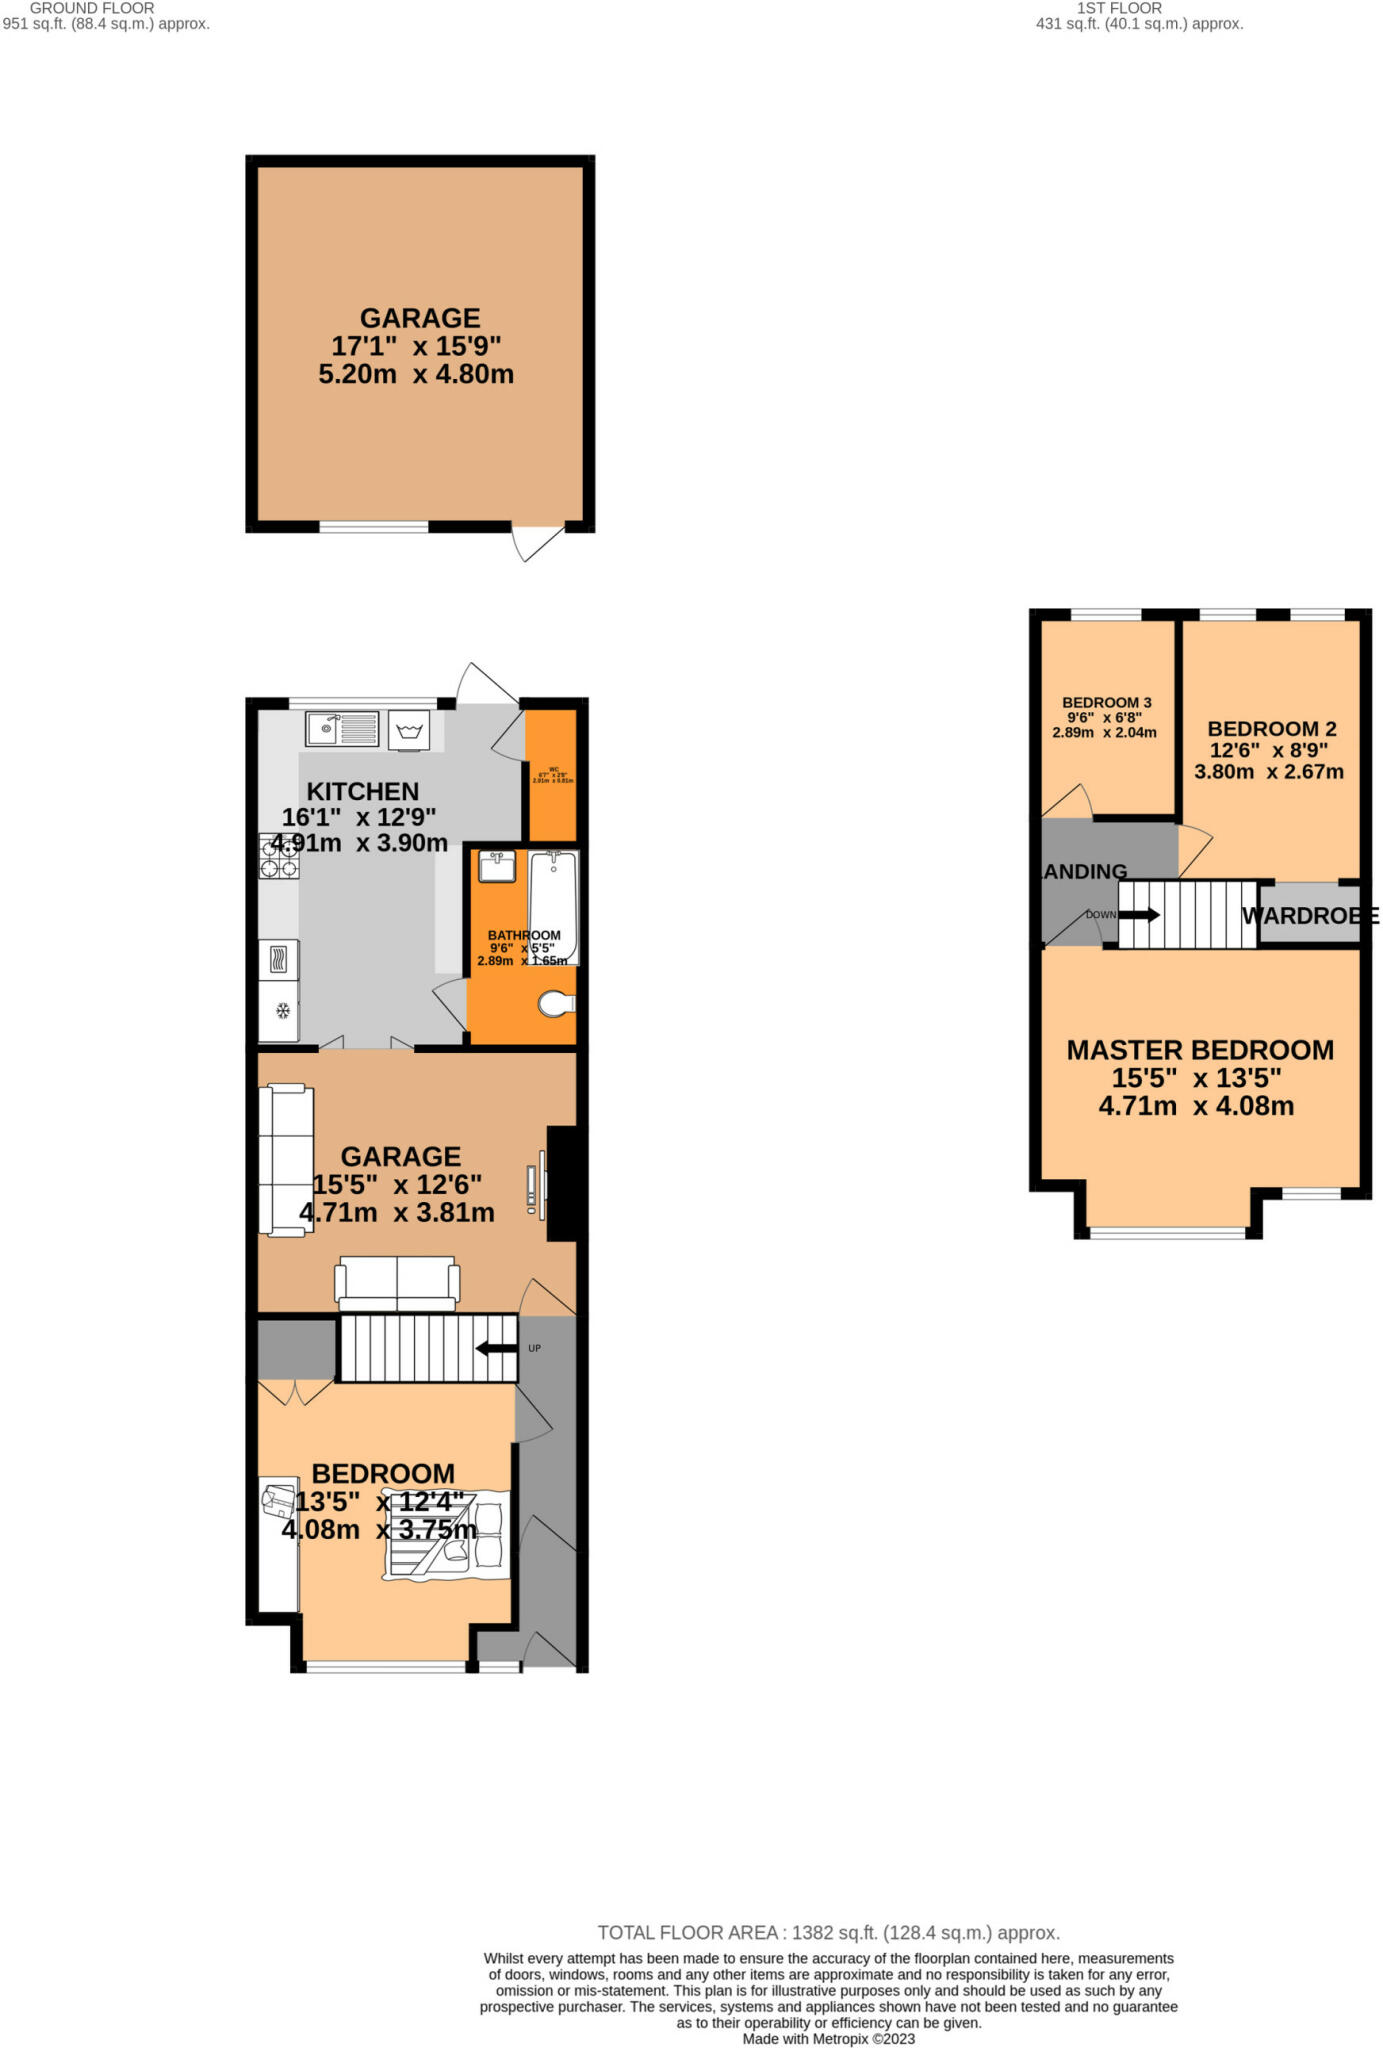 GROUND FLOOR
951 sq.ft. (88.4 sq.m.) approx.
1ST FLOOR
431 sq.ft. (40.1 sq.m.) approx.
GARAGE
17'1" x 15'9"
5.20m x 4.80m
KITCHEN
16'1" x 12'9"
4.91m x 3.90m
WC
6'7" x 2'8"
2.01m x 0.81m
BATHROOM
9'6" x 5'5"
2.89m x 1.65m
GARAGE
15'5" x 12'6"
4.71m x 3.81m
UP
BEDROOM
13'5" x 12'4"
4.08m x 3.75m
BEDROOM 3
9'6" x 6'8"
2.89m x 2.04m
BEDROOM 2
12'6" x 8'9"
3.80m x 2.67m
LANDING
DOWN
WARDROBE
MASTER BEDROOM
15'5" x 13'5"
4.71m x 4.08m
TOTAL FLOOR AREA : 1382 sq.ft. (128.4 sq.m.) approx.
Whilst every attempt has been made to ensure the accuracy of the floorplan contained here, measurements
of doors, windows, rooms and any other items are approximate and no responsibility is taken for any error,
omission or mis-statement. This plan is for illustrative purposes only and should be used as such by any
prospective purchaser. The services, systems and appliances shown have not been tested and no guarantee
as to their operability or efficiency can be given.
Made with Metropix ©2023